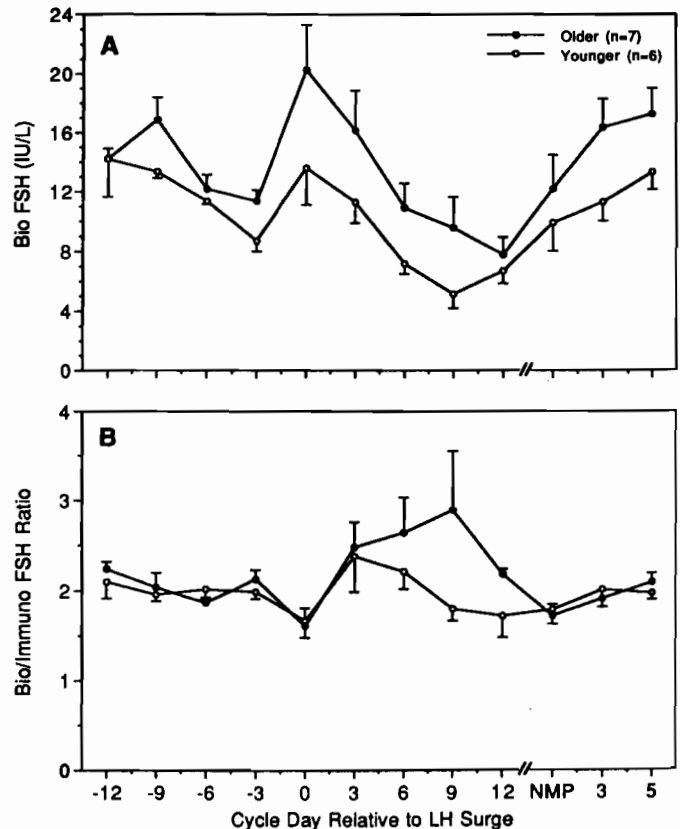 A
Older (n=7)
Younger (n=6)
24
20
16
12
8
4
0
Bio FSH (IU/L)
B
4
3
2
1
0
Bio/Immuno FSH Ratio
-12 -9 -6 -3 0 3 6 9 12 NMP 3 5
Cycle Day Relative to LH Surge